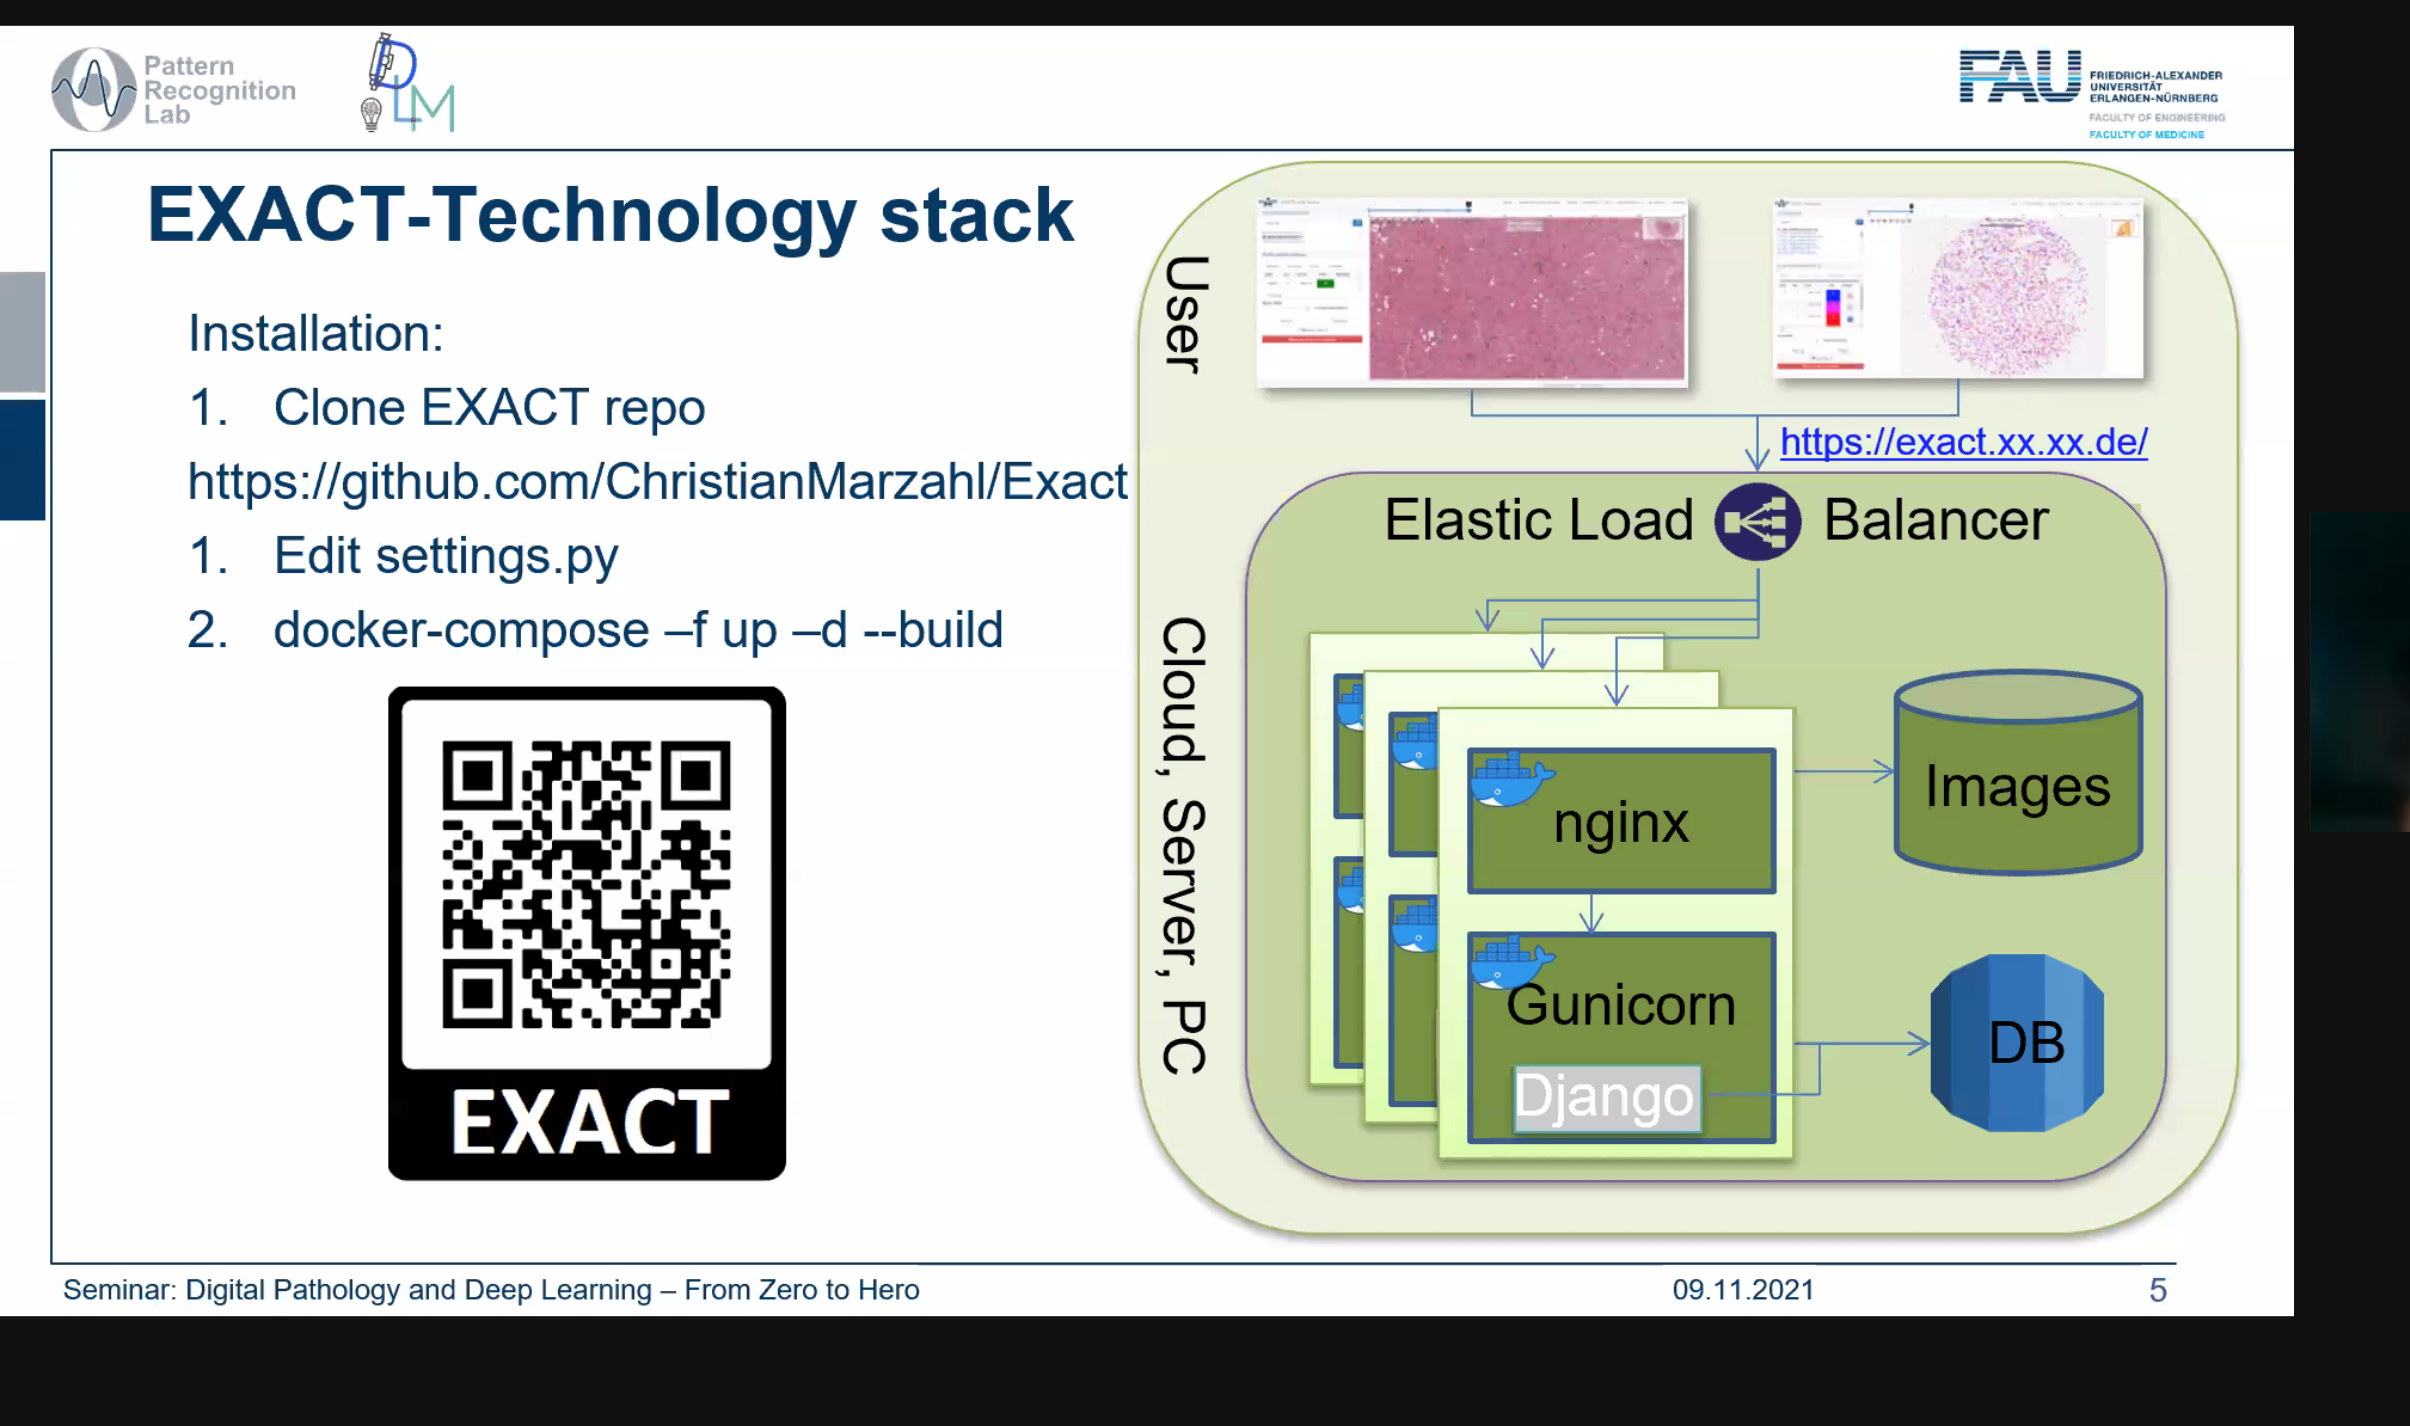 Pattern
Recognition
Lab
DLM
FAU
FRIEDRICH-ALEXANDER
UNIVERSITÄT
ERLANGEN-NÜRNBERG
FACULTY OF ENGINEERING
FACULTY OF MEDICINE
EXACT-Technology stack
Installation:
1. Clone EXACT repo
https://github.com/ChristianMarzahl/Exact
1. Edit settings.py
2. docker-compose –f up –d --build
EXACT
User
https://exact.xx.xx.de/
Cloud, Server, PC
Elastic Load Balancer
nginx
Gunicorn
Django
Images
DB
Seminar: Digital Pathology and Deep Learning – From Zero to Hero
09.11.2021
5